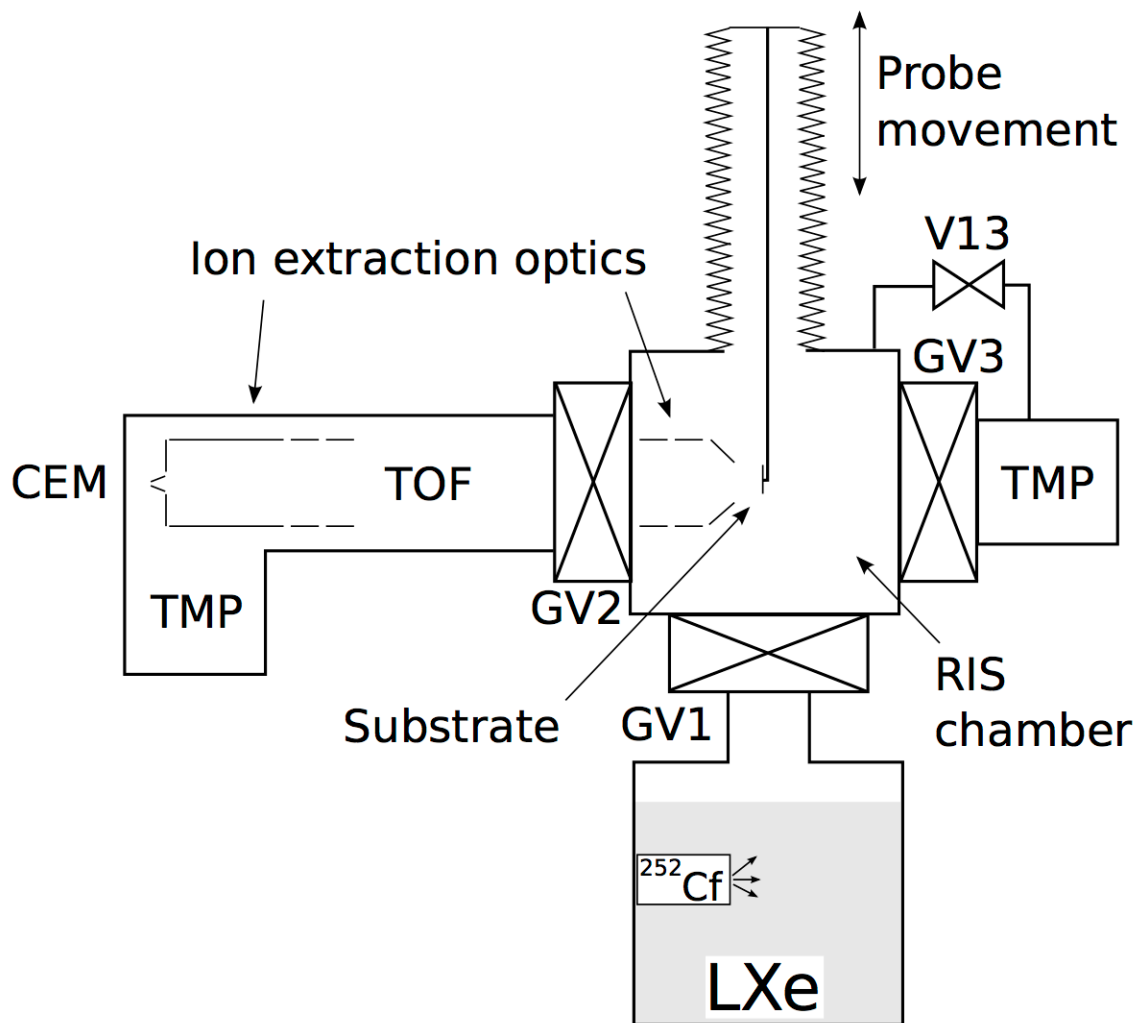 Probe
movement
V13
Ion extraction optics
GV3
CEM
TOF
TMP
TMP
GV2
RIS
chamber
Substrate
GV1
²⁵²Cf
LXe